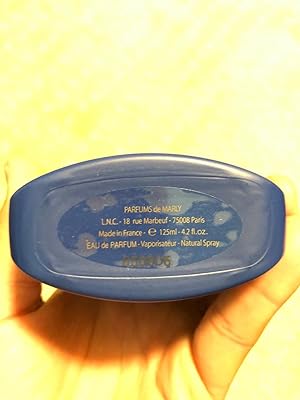 PARFUMS de MARLY
L.N.C. - 18 rue Marbeuf - 75008 Paris
Made in France - ℮ 125ml - 4.2 fl.oz.
EAU de PARFUM - Vaporisateur - Natural Spray